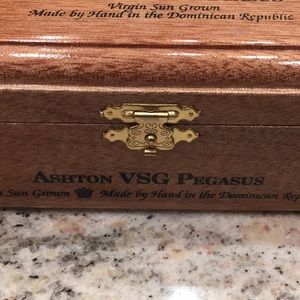 Virgin Sun Grown
Made by Hand in the Dominican Republic
ASHTON VSG PEGASUS
Sun Grown Made by Hand in the Dominican